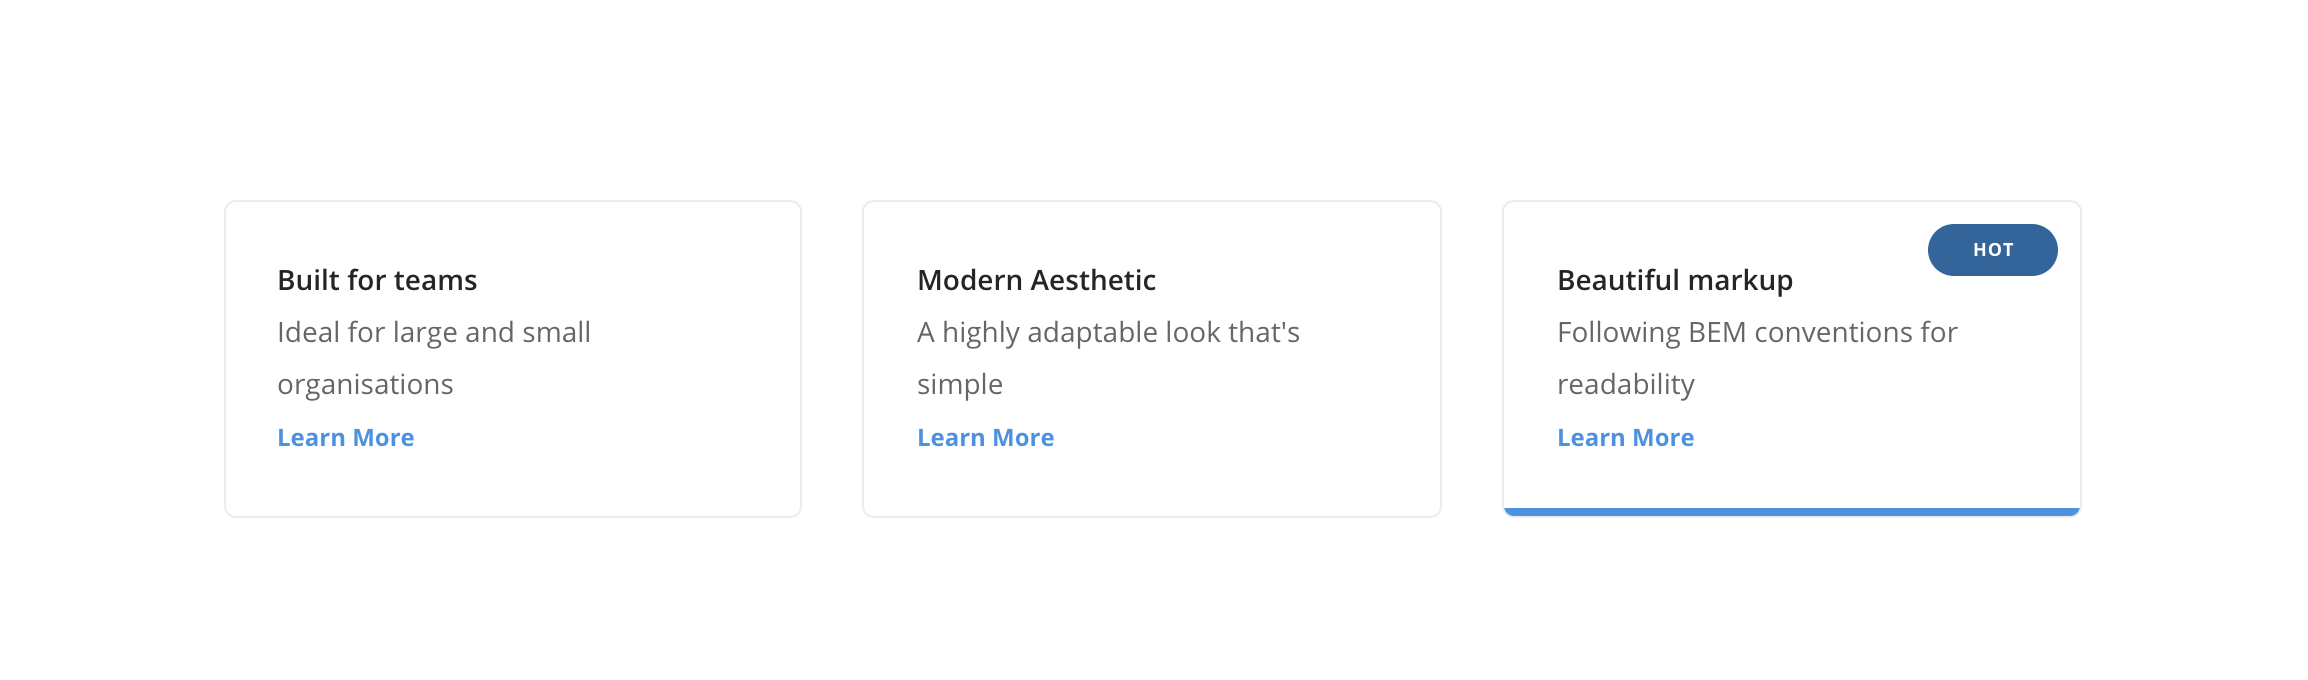 Built for teams
Ideal for large and small
organisations
Learn More
Modern Aesthetic
A highly adaptable look that's
simple
Learn More
HOT
Beautiful markup
Following BEM conventions for
readability
Learn More